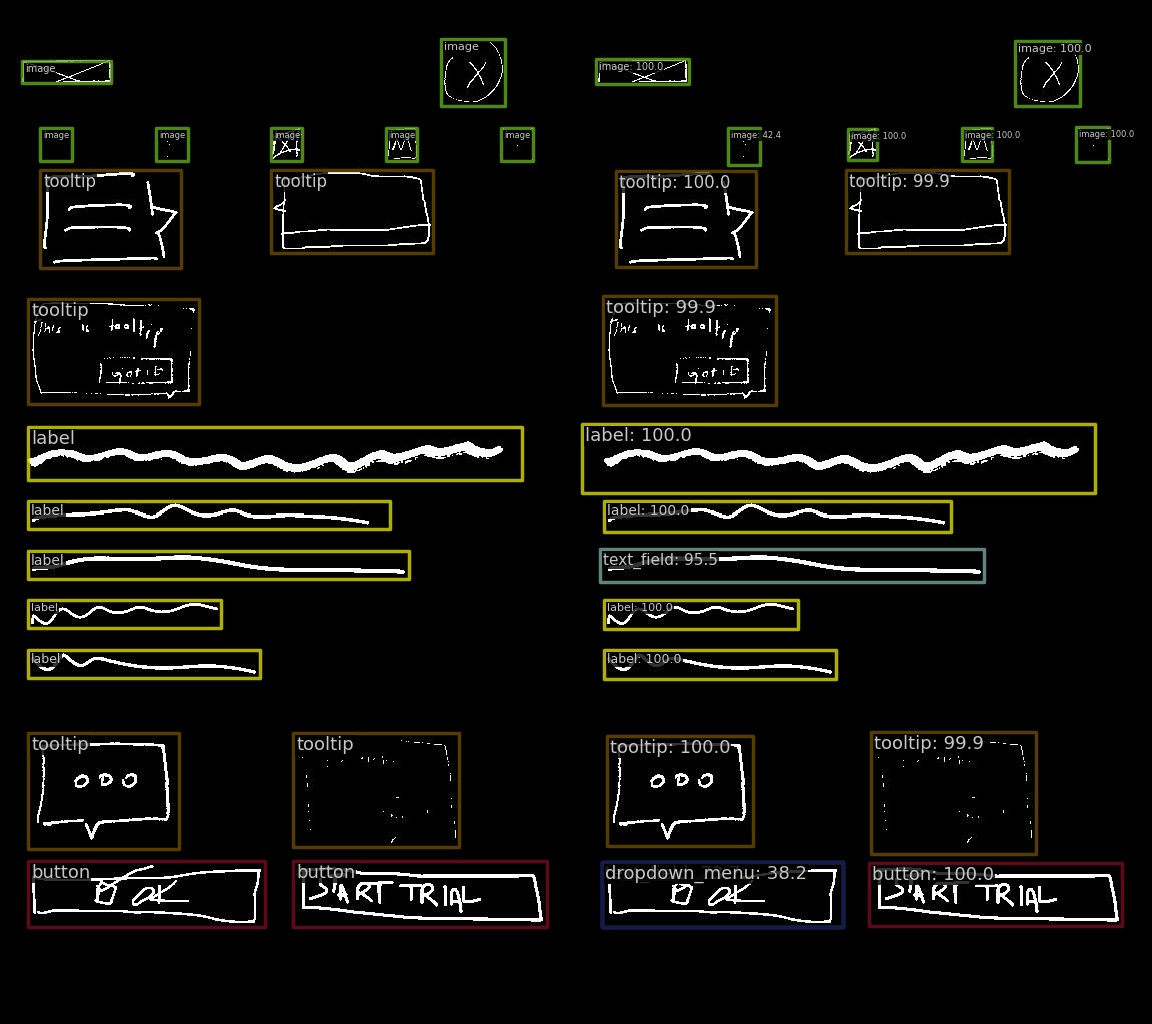 image image image: 100.0 image: 100.0
image image image image image image: 42.4 image: 100.0 image: 100.0 image: 100.0
tooltip tooltip tooltip: 100.0 tooltip: 99.9
tooltip tooltip: 99.9
This is tooltip This is tooltip
Got it Got it
label label: 100.0
label label: 100.0
label text_field: 95.5
label label: 100.0
label label: 100.0
tooltip tooltip tooltip: 100.0 tooltip: 99.9
button button dropdown_menu: 38.2 button: 100.0
OK START TRIAL OK START TRIAL